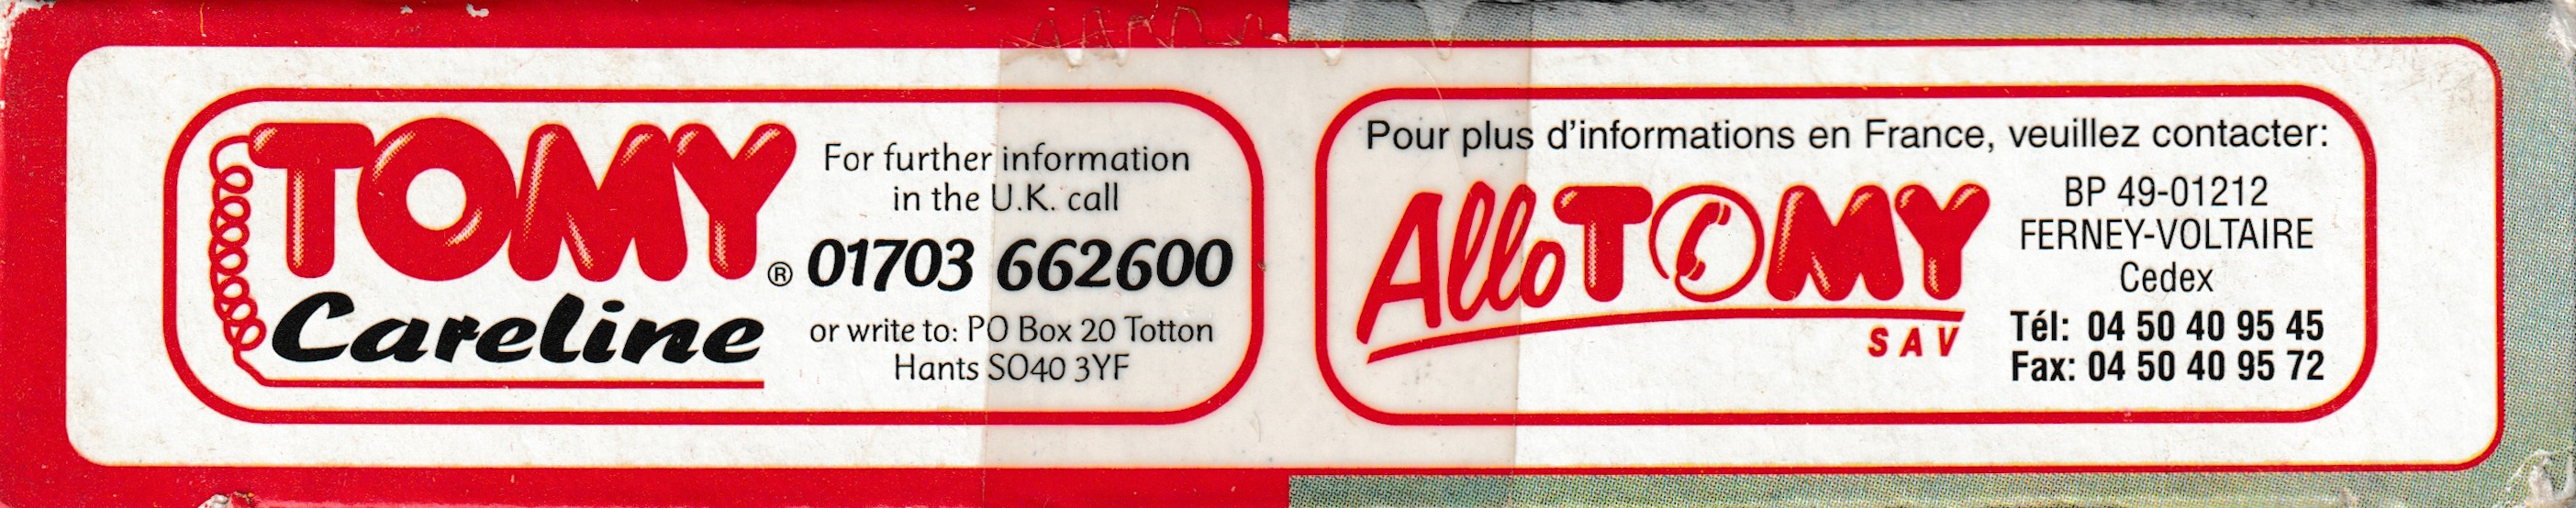 TOMY®
Careline
For further information
in the U.K. call
01703 662600
or write to: PO Box 20 Totton
Hants SO40 3YF
Pour plus d'informations en France, veuillez contacter:
Allo TOMY
SAV
BP 49-01212
FERNEY-VOLTAIRE
Cedex
Tél: 04 50 40 95 45
Fax: 04 50 40 95 72